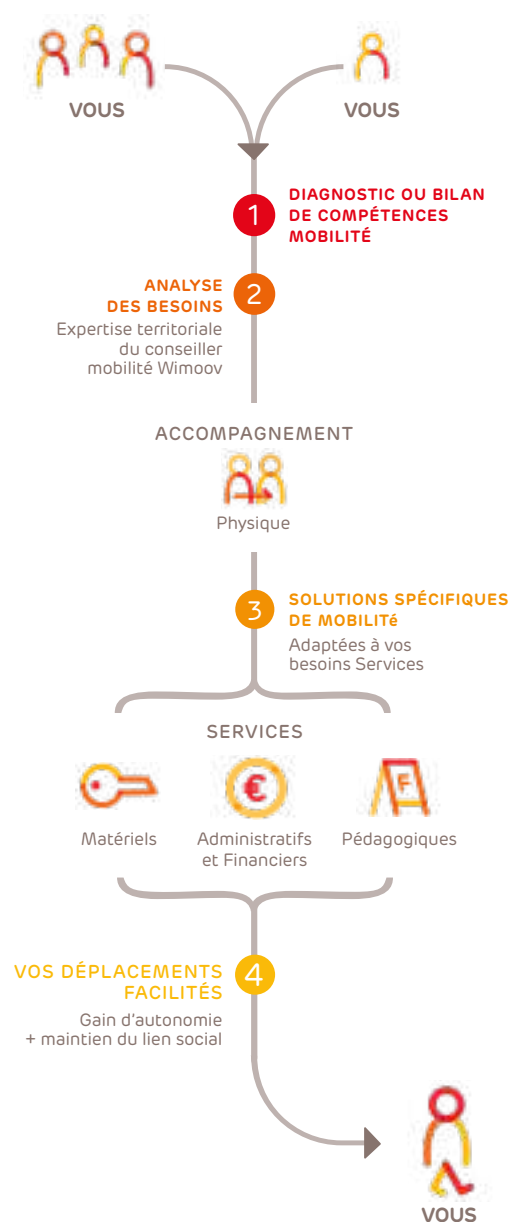 VOUS
VOUS
1
DIAGNOSTIC OU BILAN
DE COMPÉTENCES
MOBILITÉ
2
ANALYSE
DES BESOINS
Expertise territoriale
du conseiller
mobilité Wimoov
ACCOMPAGNEMENT
Physique
3
SOLUTIONS SPÉCIFIQUES
DE MOBILITé
Adaptées à vos
besoins Services
SERVICES
€
F
Matériels
Administratifs
et Financiers
Pédagogiques
VOS DÉPLACEMENTS
FACILITÉS
4
Gain d'autonomie
+ maintien du lien social
VOUS